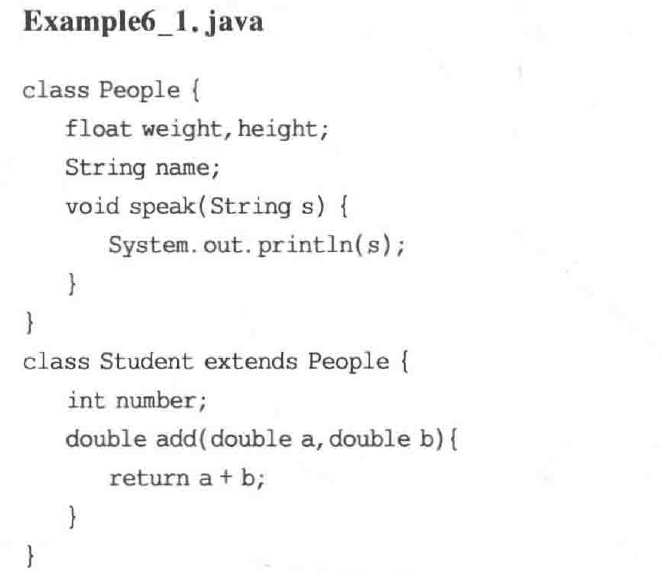 Example6_1.java
class People {
float weight,height;
String name;
void speak(String s) {
System.out.println(s);
}
}
class Student extends People {
int number;
double add(double a,double b){
return a + b;
}
}